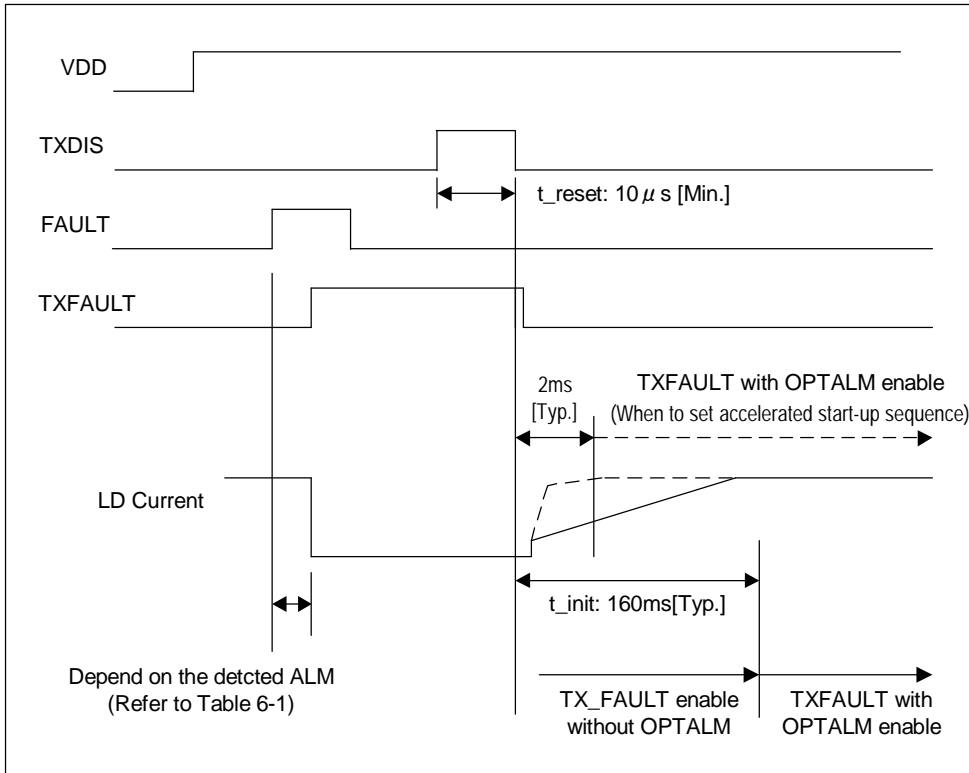 VDD
TXDIS
t_reset: 10μs [Min.]
FAULT
TXFAULT
2ms
[Typ.]
TXFAULT with OPTALM enable
(When to set accelerated start-up sequence)
LD Current
t_init: 160ms[Typ.]
Depend on the detcted ALM
(Refer to Table 6-1)
TX_FAULT enable
without OPTALM
TXFAULT with
OPTALM enable